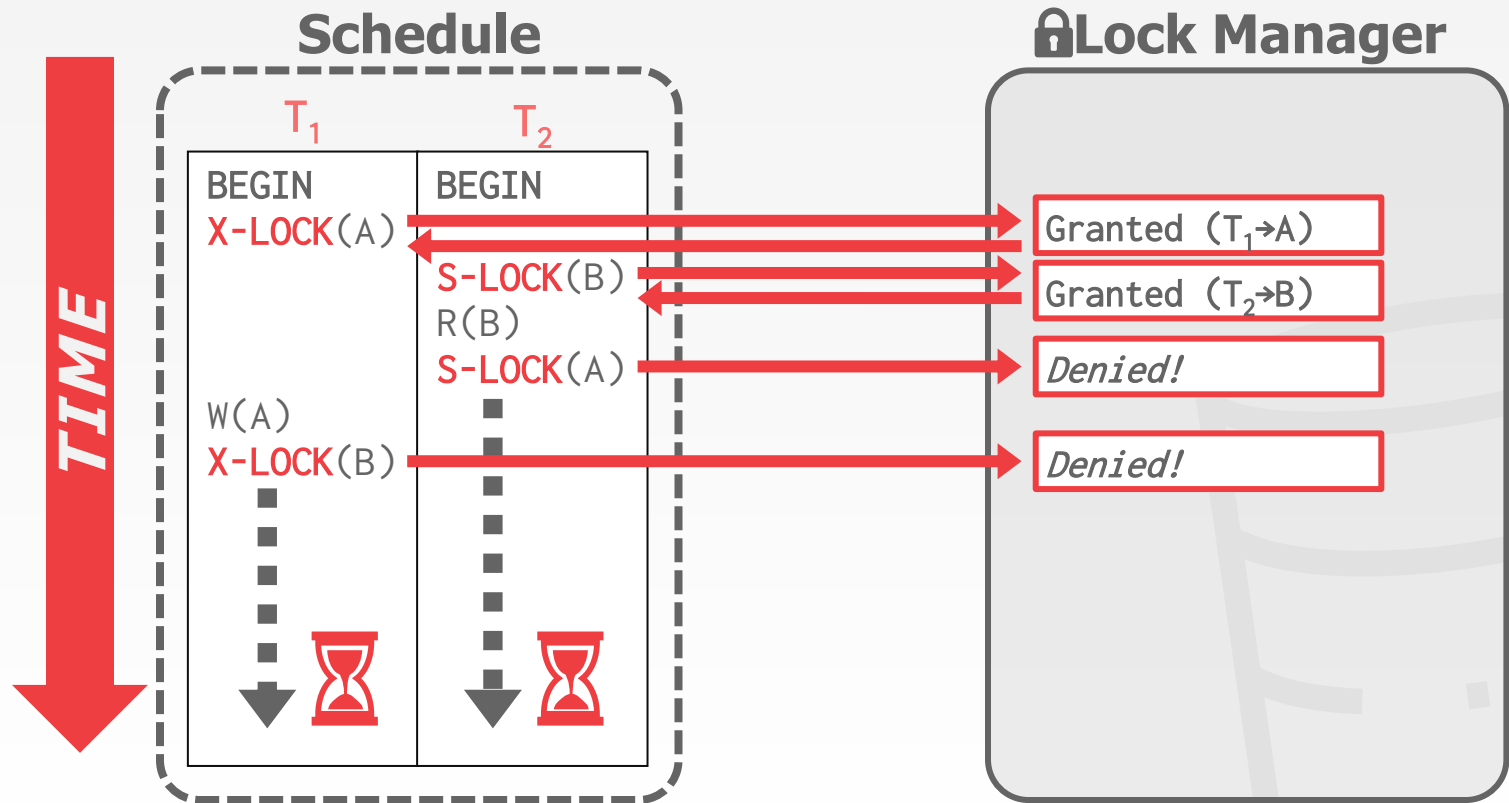 Schedule
Lock Manager
TIME
T₁ T₂
BEGIN BEGIN
X-LOCK(A)
Granted (T₁→A)
S-LOCK(B)
Granted (T₂→B)
R(B)
S-LOCK(A)
Denied!
W(A)
X-LOCK(B)
Denied!